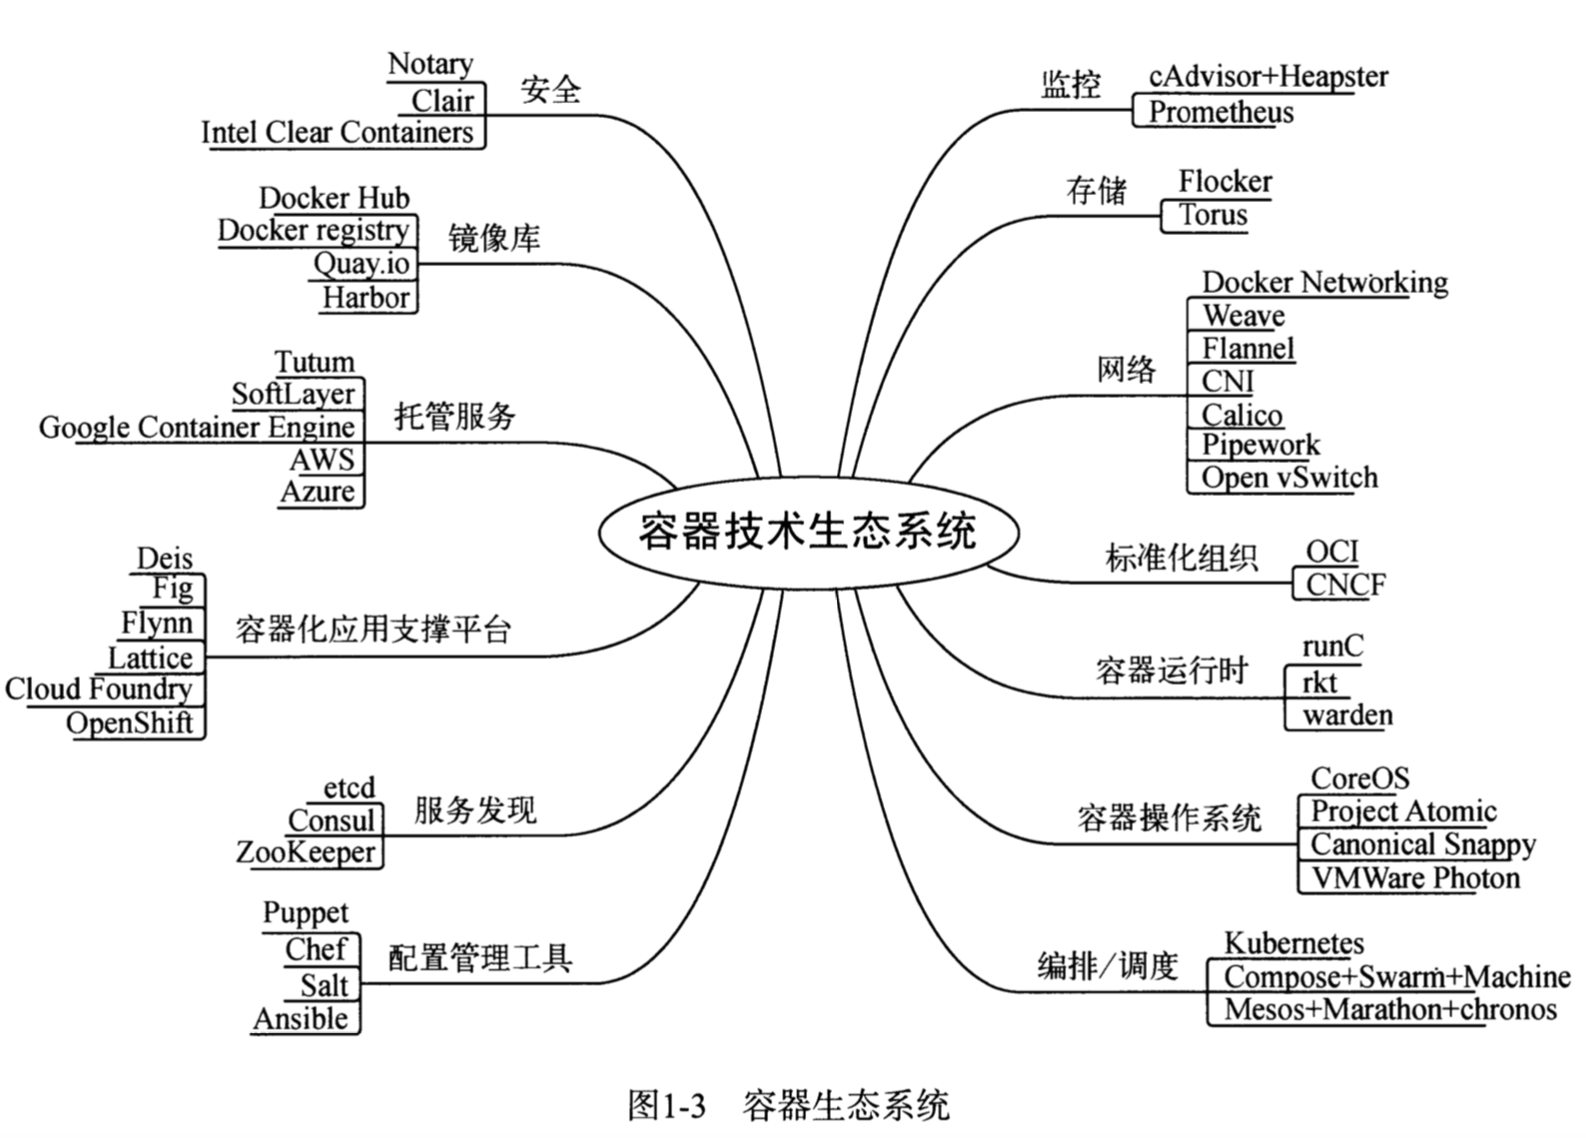 Notary
Clair
Intel Clear Containers
安全
Docker Hub
Docker registry
Quay.io
Harbor
镜像库
Tutum
SoftLayer
Google Container Engine
AWS
Azure
托管服务
Deis
Fig
Flynn
Lattice
Cloud Foundry
OpenShift
容器化应用支撑平台
etcd
Consul
ZooKeeper
服务发现
Puppet
Chef
Salt
Ansible
配置管理工具
容器技术生态系统
监控
cAdvisor+Heapster
Prometheus
存储
Flocker
Torus
网络
Docker Networking
Weave
Flannel
CNI
Calico
Pipework
Open vSwitch
标准化组织
OCI
CNCF
容器运行时
runC
rkt
warden
容器操作系统
CoreOS
Project Atomic
Canonical Snappy
VMWare Photon
编排/调度
Kubernetes
Compose+Swarm+Machine
Mesos+Marathon+chronos
图1-3 容器生态系统